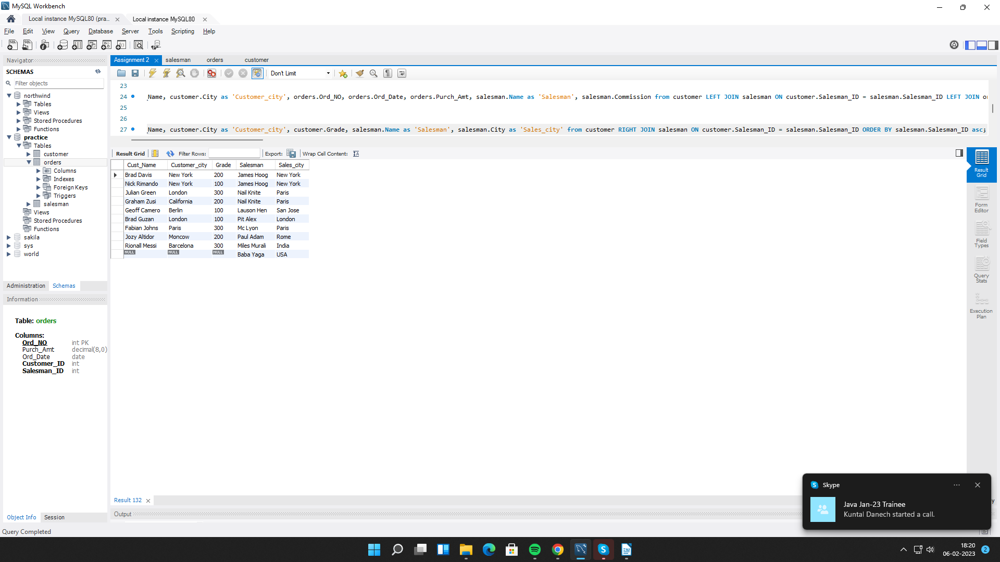 MySQL Workbench
Local instance MySQL80 (pra...
Local instance MySQL80
File Edit View Query Database Server Tools Scripting Help
Navigator
SCHEMAS
Filter objects
northwind
Tables
Views
Stored Procedures
Functions
practice
Tables
customer
orders
Columns
Indexes
Foreign Keys
Triggers
salesman
Views
Stored Procedures
Functions
sakila
sys
world
Administration Schemas
Information
Table: orders
Columns:
Ord_NO int PK
Purch_Amt decimal(8,0)
Ord_Date date
Customer_ID int
Salesman_ID int
Object Info Session
Query Completed
Assignment 2 salesman orders customer
Don't Limit
23
24 _Name, customer.City as 'Customer_city', orders.Ord_NO, orders.Ord_Date, orders.Purch_Amt, salesman.Name as 'Salesman', salesman.Commission from customer LEFT JOIN salesman ON customer.Salesman_ID = salesman.Salesman_ID LEFT JOIN or
25
26
27 _Name, customer.City as 'Customer_city', customer.Grade, salesman.Name as 'Salesman', salesman.City as 'Sales_city' from customer RIGHT JOIN salesman ON customer.Salesman_ID = salesman.Salesman_ID ORDER BY salesman.Salesman_ID asc;
Result Grid Filter Rows: Export: Wrap Cell Content:
Cust_Name Customer_city Grade Salesman Sales_city
Brad Davis New York 200 James Hoog New York
Nick Rimando New York 100 James Hoog New York
Julian Green London 300 Nail Knite Paris
Graham Zusi California 200 Nail Knite Paris
Geoff Camero Berlin 100 Lauson Hen San Jose
Brad Guzan London 100 Pit Alex London
Fabian Johns Paris 300 Mc Lyon Paris
Jozy Altidor Moncow 200 Paul Adam Rome
Rionall Messi Barcelona 300 Miles Murali India
NULL NULL NULL Baba Yaga USA
Result
Grid
Form
Editor
Field
Types
Query
Stats
Execution
Plan
Result 132
Output
Skype
Java Jan-23 Trainee
Kuntal Danech started a call.
18:20
06-02-2023
2